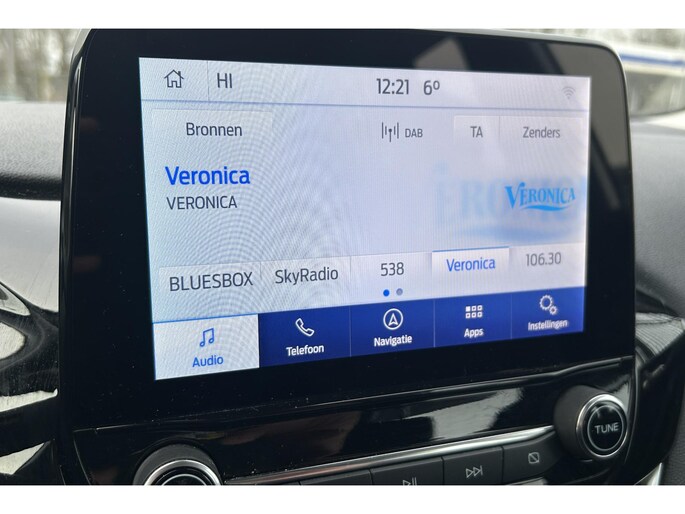 HI 12:21 6°
Bronnen DAB TA Zenders
Veronica
VERONICA
VERONICA
BLUESBOX SkyRadio 538 Veronica 106.30
Audio Telefoon Navigatie Apps Instellingen
TUNE